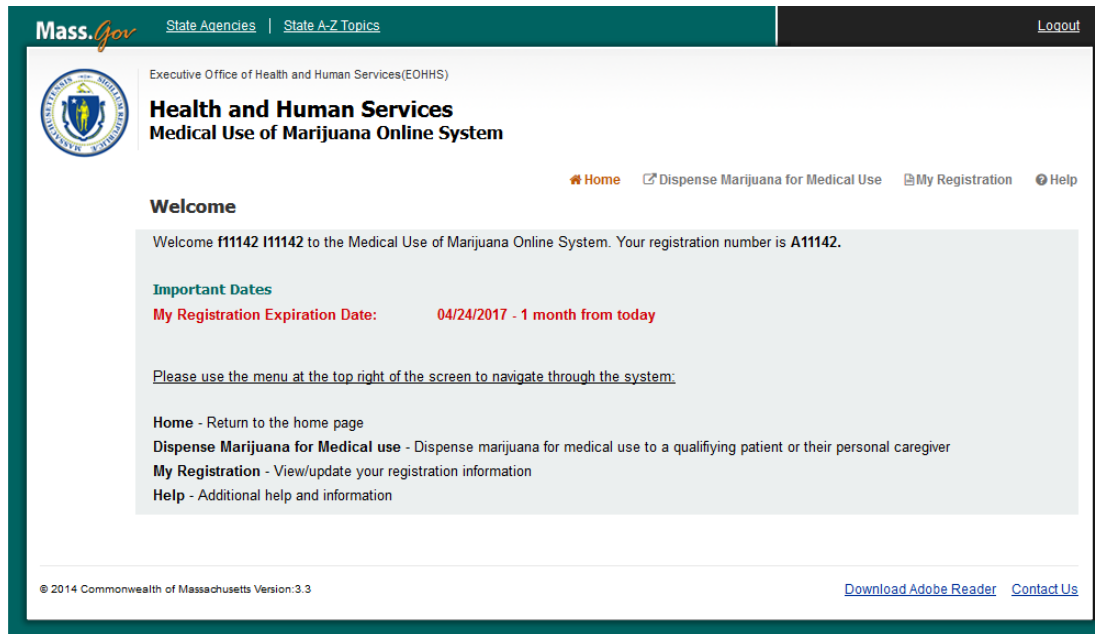 Mass.Gov State Agencies | State A-Z Topics Logout
Executive Office of Health and Human Services(EOHHS)
Health and Human Services
Medical Use of Marijuana Online System
Home Dispense Marijuana for Medical Use My Registration Help
Welcome
Welcome f11142 l11142 to the Medical Use of Marijuana Online System. Your registration number is A11142.
Important Dates
My Registration Expiration Date: 04/24/2017 - 1 month from today
Please use the menu at the top right of the screen to navigate through the system:
Home - Return to the home page
Dispense Marijuana for Medical use - Dispense marijuana for medical use to a qualifiying patient or their personal caregiver
My Registration - View/update your registration information
Help - Additional help and information
© 2014 Commonwealth of Massachusetts Version:3.3 Download Adobe Reader Contact Us